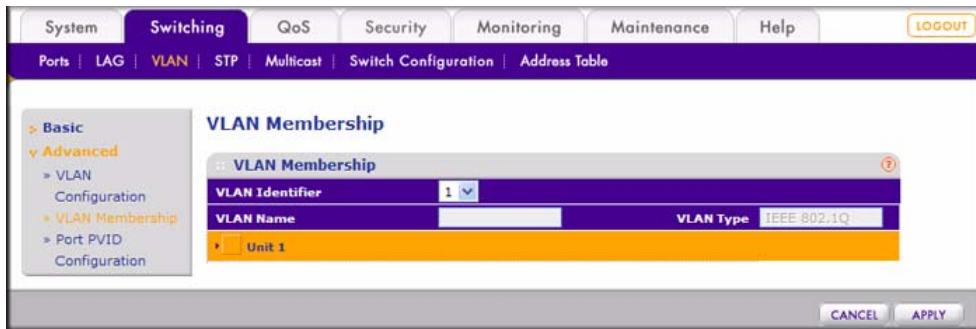 System Switching QoS Security Monitoring Maintenance Help LOGOUT
Ports LAG VLAN STP Multicast Switch Configuration Address Table
Basic
Advanced
VLAN
Configuration
VLAN Membership
Port PVID
Configuration
VLAN Membership
VLAN Membership ?
VLAN Identifier 1
VLAN Name VLAN Type IEEE 802.1Q
Unit 1
CANCEL APPLY